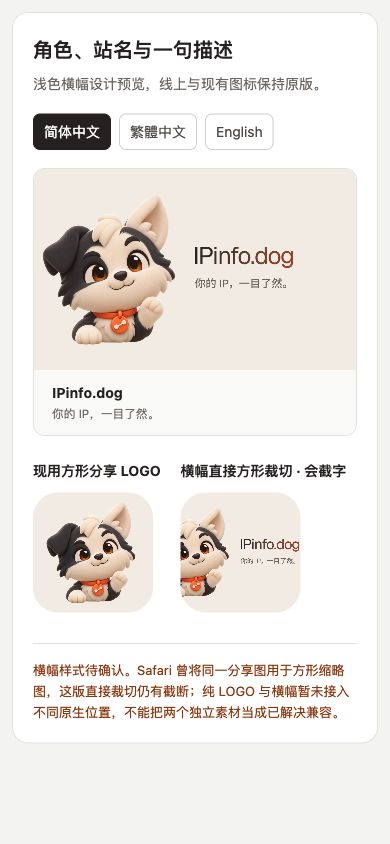 角色、站名与一句描述
浅色横幅设计预览，线上与现有图标保持原版。
简体中文
繁體中文
English
IPinfo.dog
你的 IP，一目了然。
IPinfo.dog
你的 IP，一目了然。
现用方形分享 LOGO
横幅直接方形裁切 · 会截字
IPinfo.dog
你的 IP，一目了然。
横幅样式待确认。Safari 曾将同一分享图用于方形缩略
图，这版直接裁切仍有截断；纯 LOGO 与横幅暂未接入
不同原生位置，不能把两个独立素材当成已解决兼容。